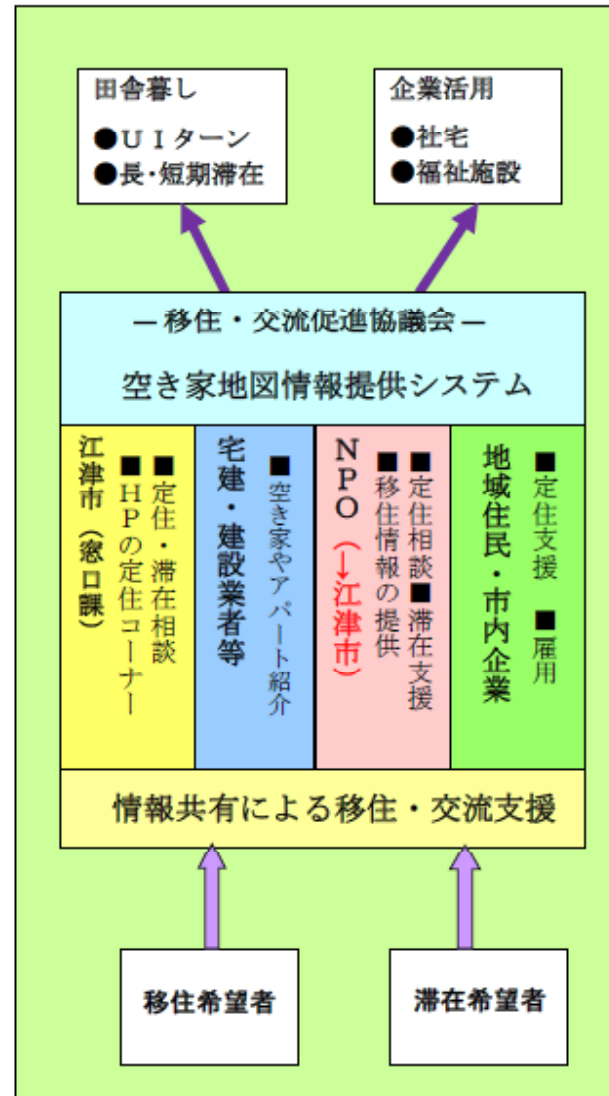 田舎暮し
●ＵＩターン
●長・短期滞在
企業活用
●社宅
●福祉施設
―移住・交流促進協議会―
空き家地図情報提供システム
江津市（窓口課）
■定住・滞在相談
■ＨＰの定住コーナー
宅建・建設業者等
■空き家やアパート紹介
ＮＰＯ（→江津市）
■定住相談■滞在支援
■移住情報の提供
地域住民・市内企業
■定住支援　■雇用
情報共有による移住・交流支援
移住希望者
滞在希望者